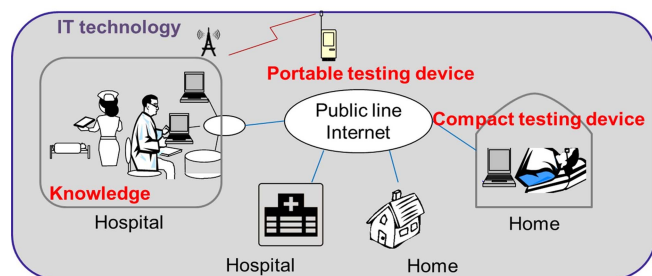 IT technology
Portable testing device
Public line
Internet
Compact testing device
Knowledge
Hospital
Home
Hospital
Home